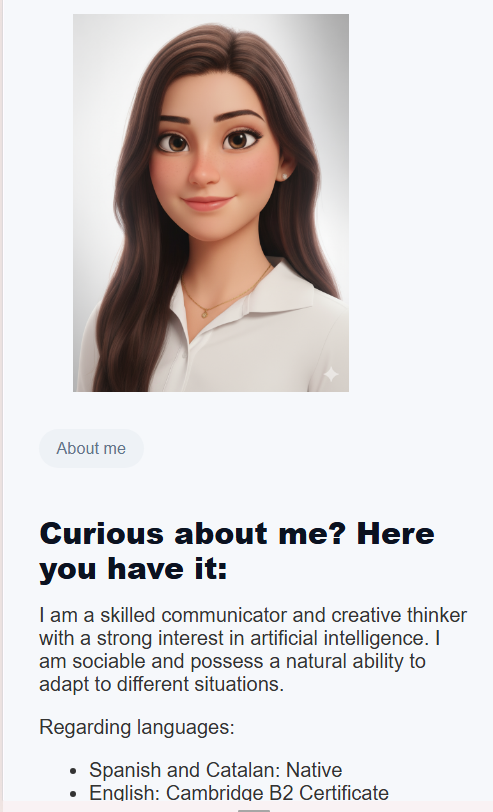 About me
Curious about me? Here
you have it:
I am a skilled communicator and creative thinker
with a strong interest in artificial intelligence. I
am sociable and possess a natural ability to
adapt to different situations.
Regarding languages:
• Spanish and Catalan: Native
• English: Cambridge B2 Certificate